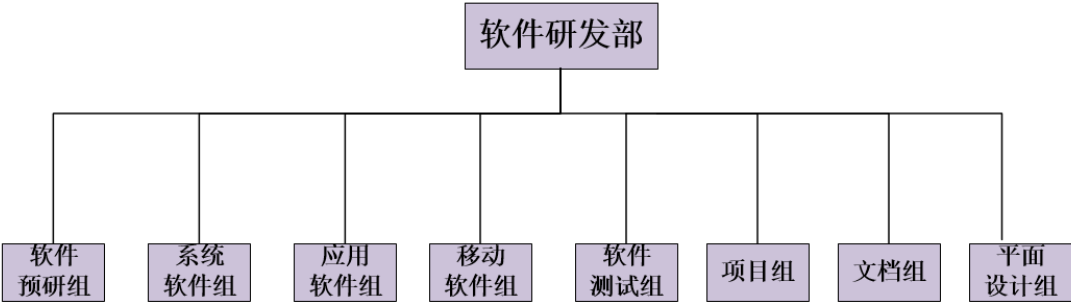 软件研发部
软件
预研组
系统
软件组
应用
软件组
移动
软件组
软件
测试组
项目组
文档组
平面
设计组